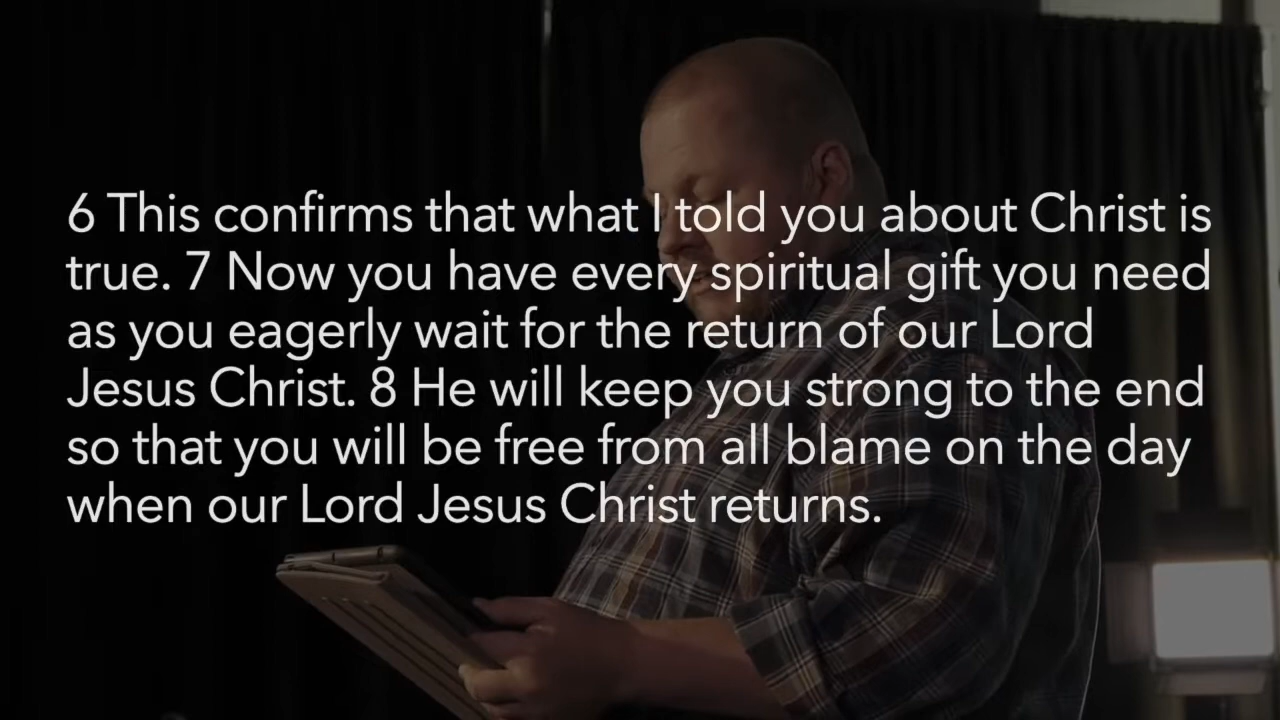 6 This confirms that what I told you about Christ is
true. 7 Now you have every spiritual gift you need
as you eagerly wait for the return of our Lord
Jesus Christ. 8 He will keep you strong to the end
so that you will be free from all blame on the day
when our Lord Jesus Christ returns.